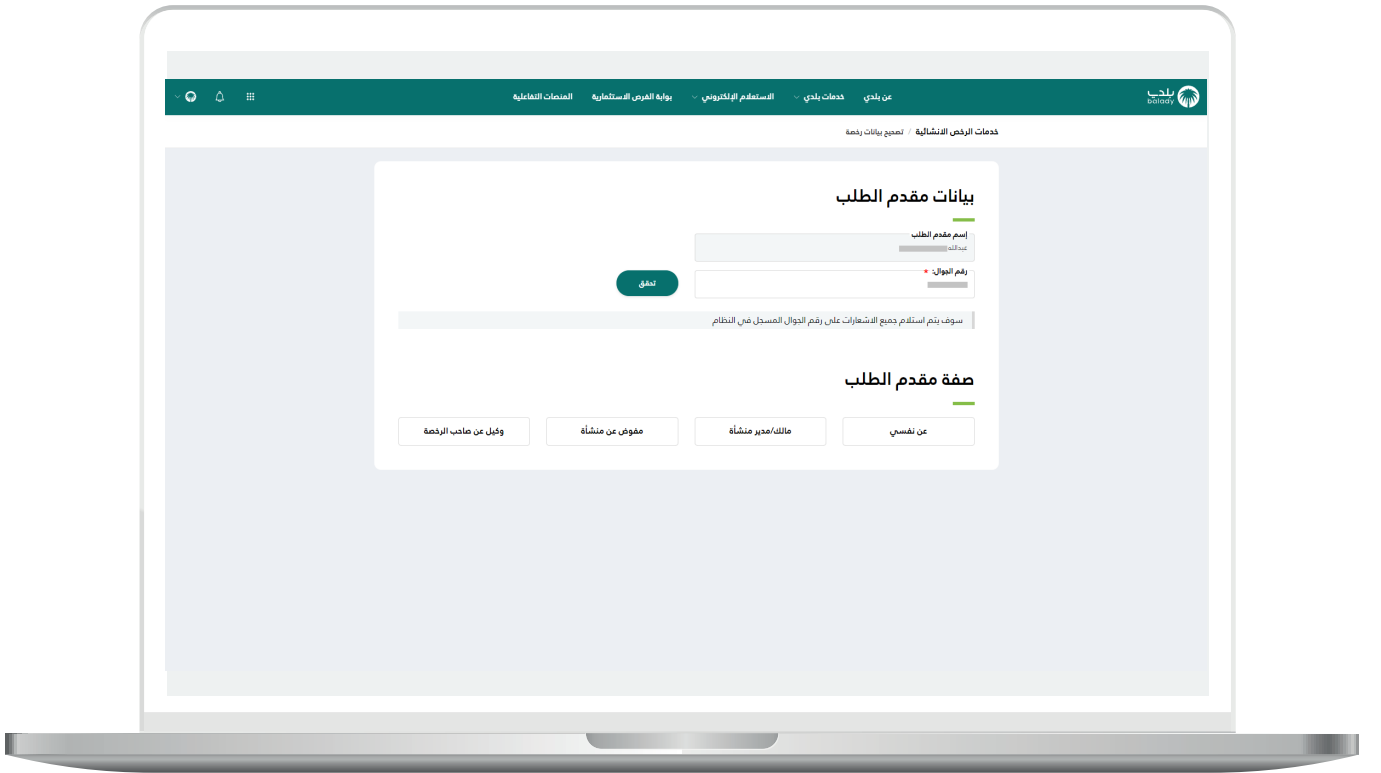 بلدي
balady
عن بلدي خدمات بلدي الاستعلام الإلكتروني بوابة الفرص الاستثمارية المنصات التفاعلية
خدمات الرخص الانشائية / تصحيح بيانات رخصة
بيانات مقدم الطلب
إسم مقدم الطلب
عبدالله
رقم الجوال: *
تحقق
سوف يتم استلام جميع الاشعارات على رقم الجوال المسجل في النظام
صفة مقدم الطلب
عن نفسي مالك/مدير منشأة مفوض عن منشأة وكيل عن صاحب الرخصة